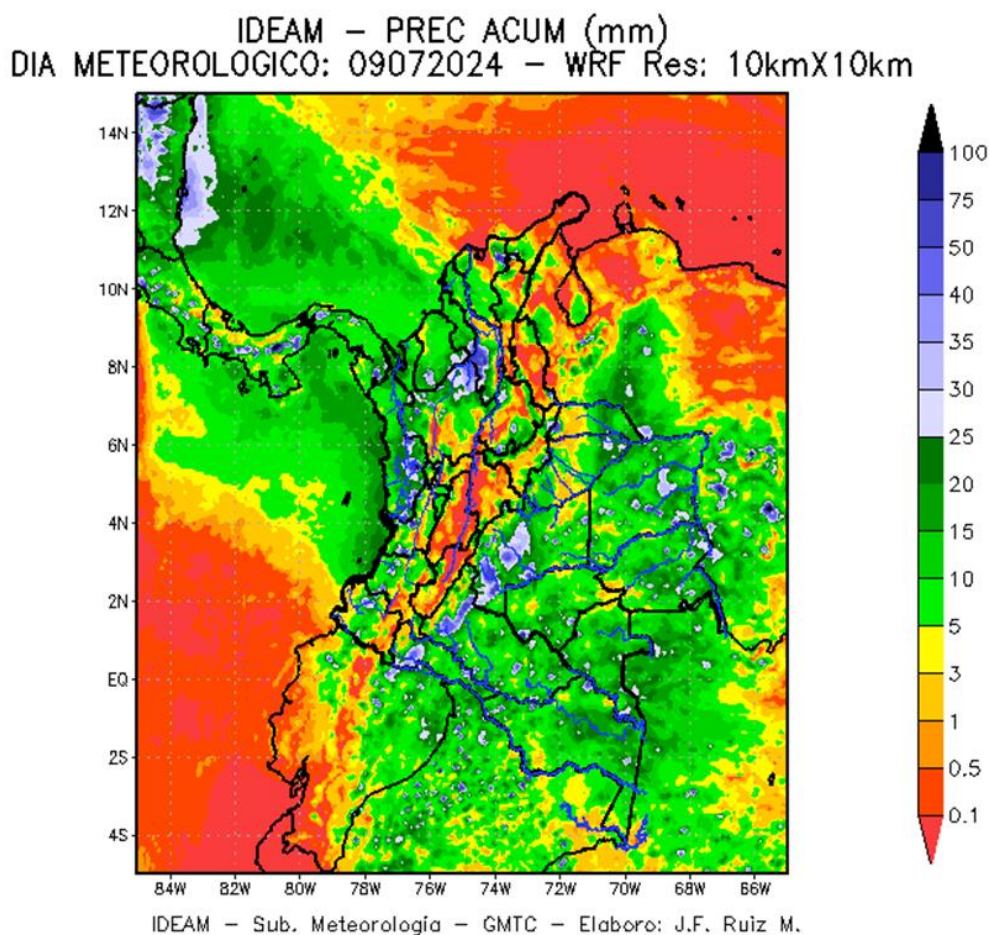 IDEAM - PREC ACUM (mm)
DIA METEOROLOGICO: 09072024 - WRF Res: 10kmX10km
14N
12N
10N
8N
6N
4N
2N
EQ
2S
4S
84W 82W 80W 78W 76W 74W 72W 70W 68W 66W
100
75
50
40
35
30
25
20
15
10
5
3
1
0.5
0.1
IDEAM - Sub. Meteorología - GMTC - Elaboro: J.F. Ruiz M.